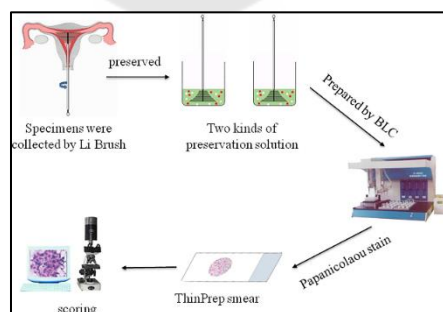 preserved
Specimens were
collected by Li Brush
Two kinds of
preservation solution
Prepared by BLC
Papanicolaou stain
ThinPrep smear
scoring